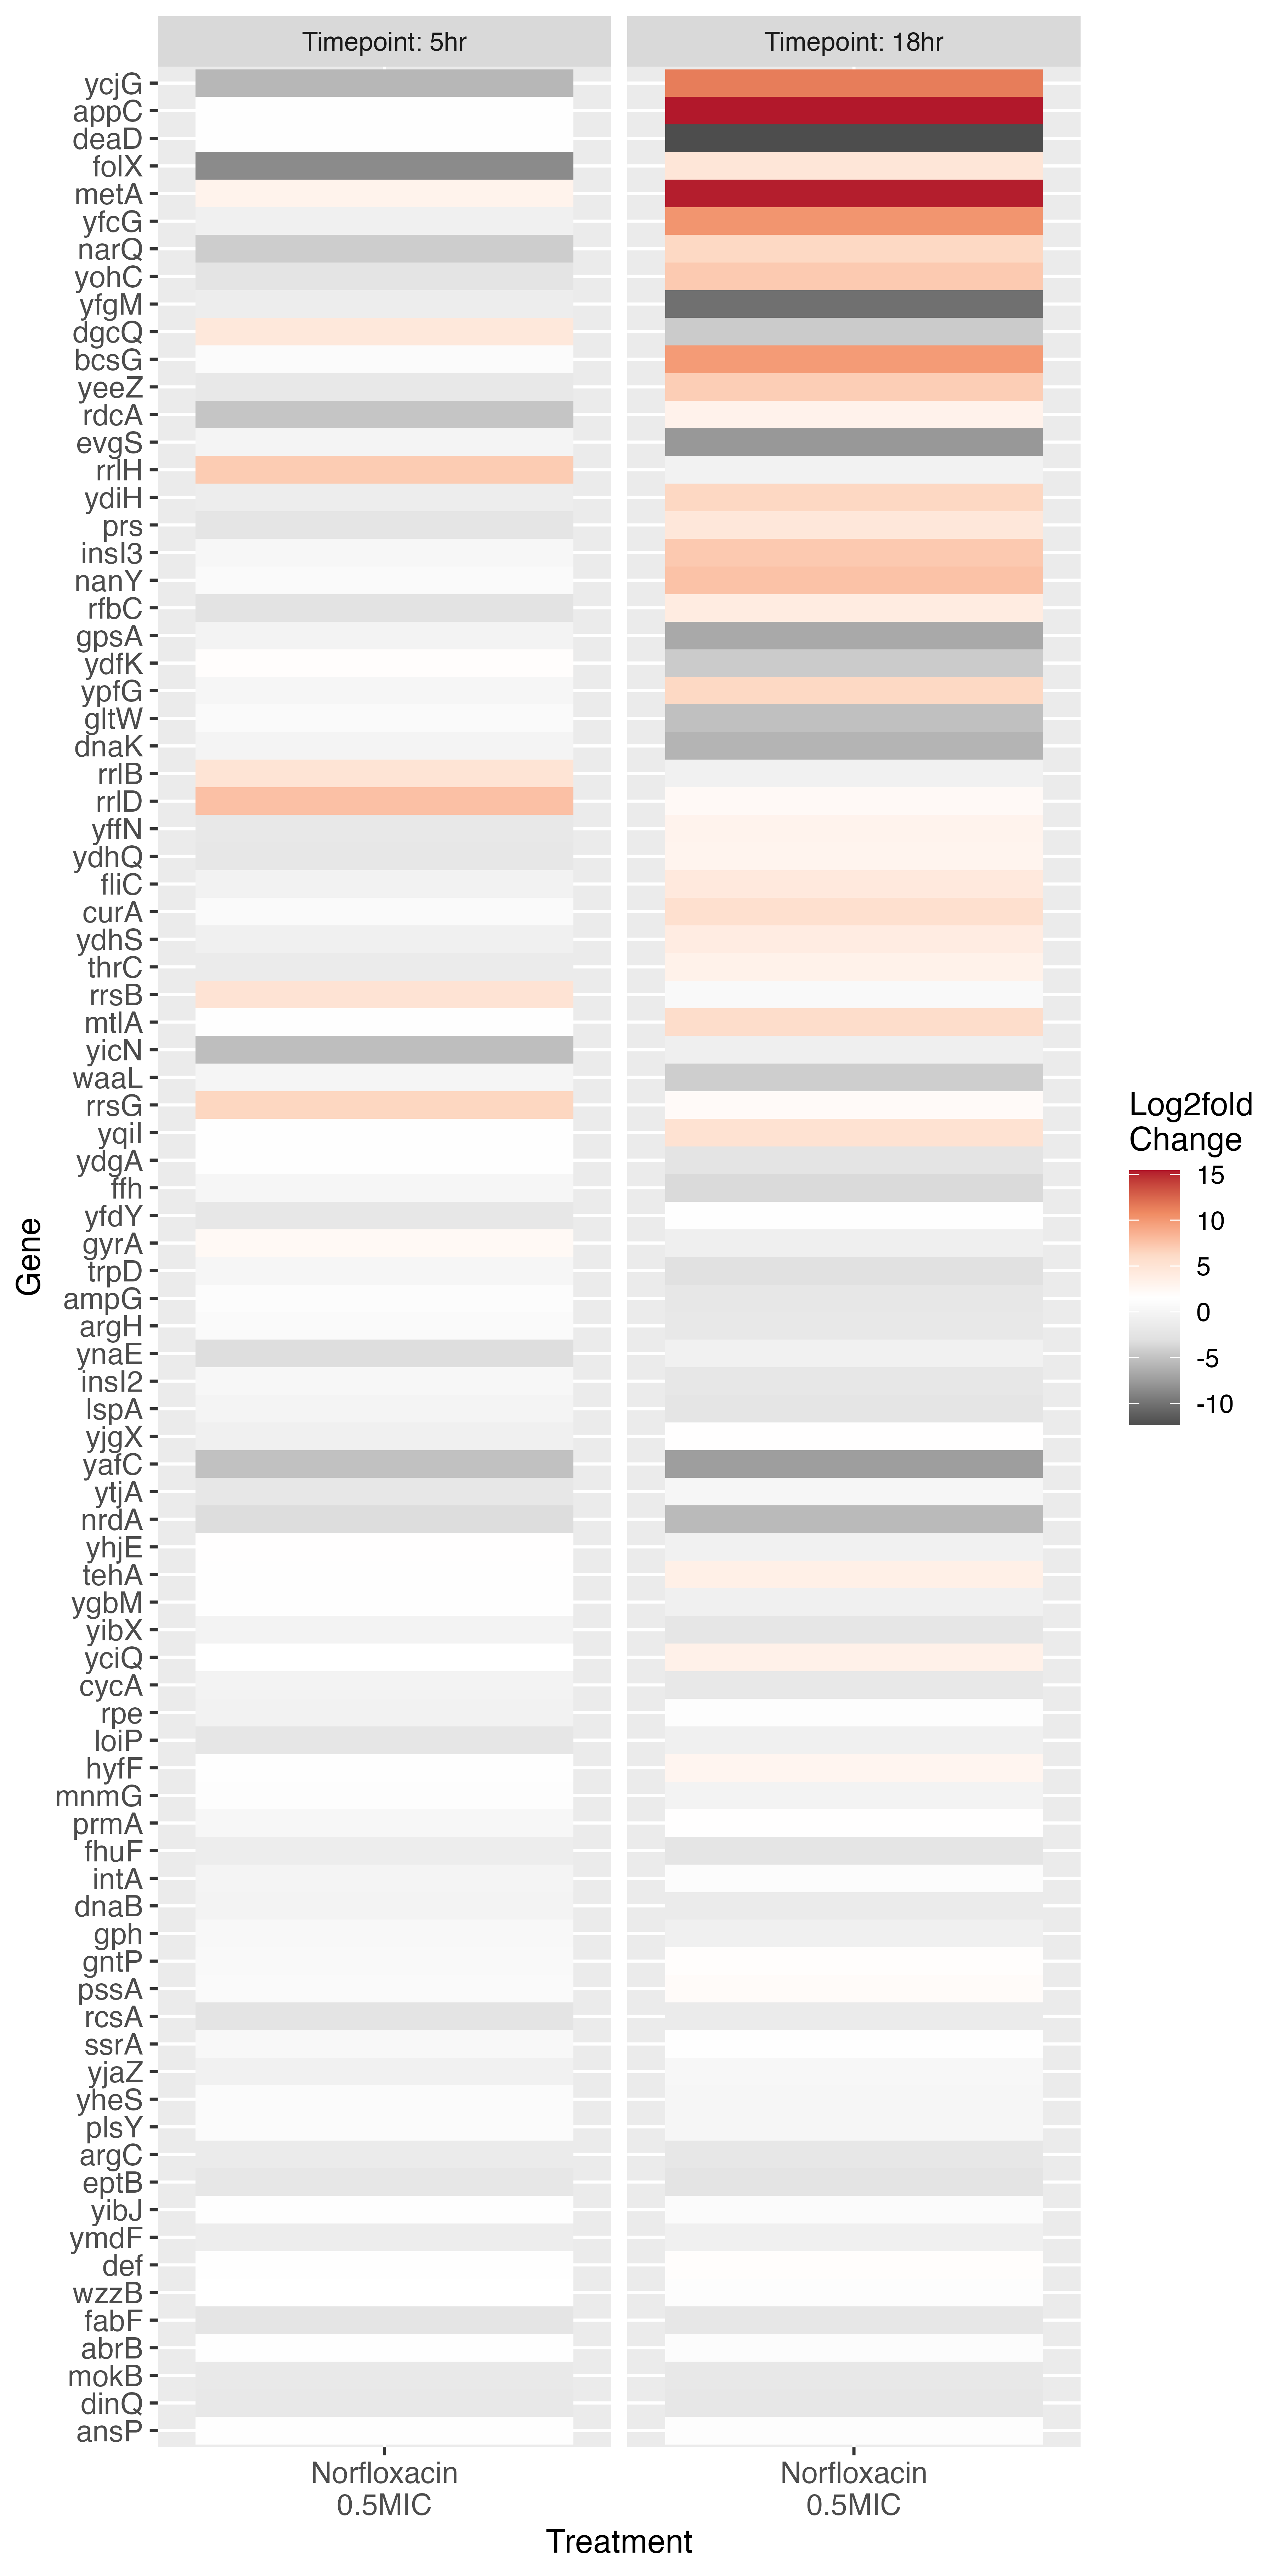 Timepoint: 5hr
Timepoint: 18hr
ycjG
appC
deaD
folX
metA
yfcG
narQ
yohC
yfgM
dgcQ
bcsG
yeeZ
rdcA
evgS
rrlH
ydiH
prs
insI3
nanY
rfbC
gpsA
ydfK
ypfG
gltW
dnaK
rrlB
rrlD
yffN
ydhQ
fliC
curA
ydhS
thrC
rrsB
mtlA
yicN
waaL
rrsG
yqiI
ydgA
ffh
yfdY
gyrA
trpD
ampG
argH
ynaE
insI2
lspA
yjgX
yafC
ytjA
nrdA
yhjE
tehA
ygbM
yibX
yciQ
cycA
rpe
loiP
hyfF
mnmG
prmA
fhuF
intA
dnaB
gph
gntP
pssA
rcsA
ssrA
yjaZ
yheS
plsY
argC
eptB
yibJ
ymdF
def
wzzB
fabF
abrB
mokB
dinQ
ansP
Gene
Norfloxacin
0.5MIC
Norfloxacin
0.5MIC
Treatment
Log2fold
Change
15
10
5
0
-5
-10